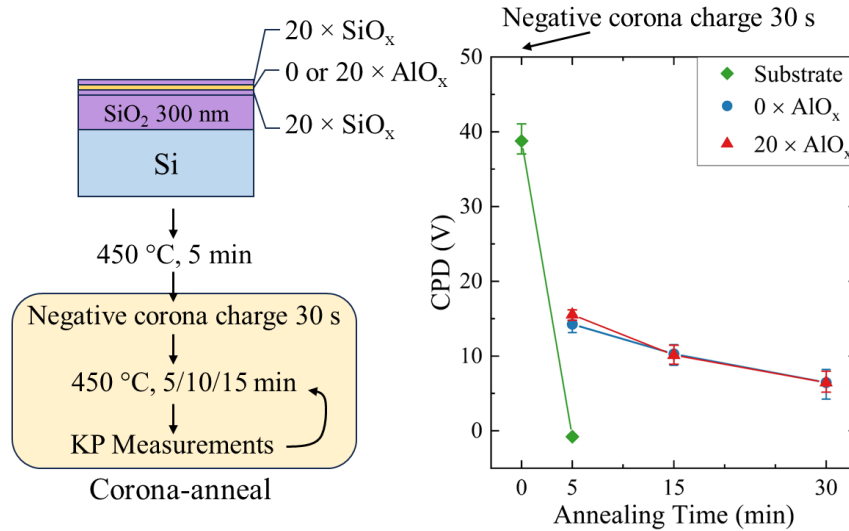 20 × SiOₓ
0 or 20 × AlOₓ
20 × SiOₓ
SiO₂ 300 nm
Si
450 °C, 5 min
Negative corona charge 30 s
450 °C, 5/10/15 min
KP Measurements
Corona-anneal
Negative corona charge 30 s
Substrate
0 × AlOₓ
20 × AlOₓ
50
40
30
20
10
0
CPD (V)
0
5
15
30
Annealing Time (min)